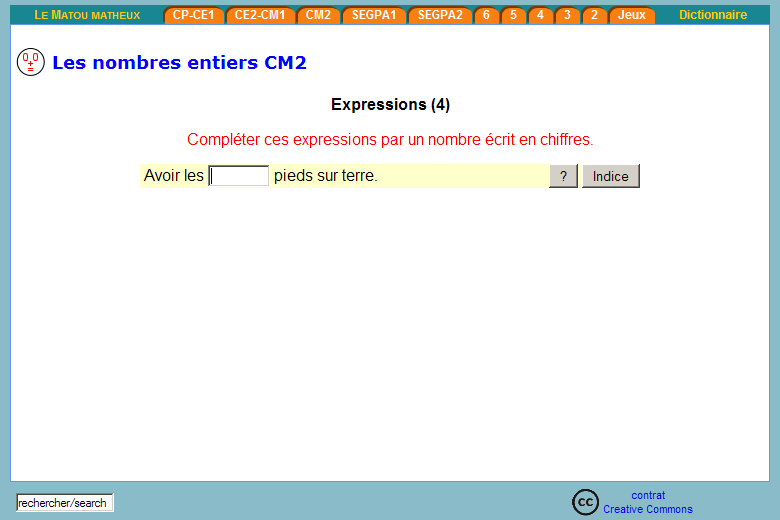 LE MATOU MATHEUX CP-CE1 CE2-CM1 CM2 SEGPA1 SEGPA2 6 5 4 3 2 Jeux Dictionnaire
Les nombres entiers CM2
Expressions (4)
Compléter ces expressions par un nombre écrit en chiffres.
Avoir les pieds sur terre. ? Indice
rechercher/search
cc contrat
Creative Commons